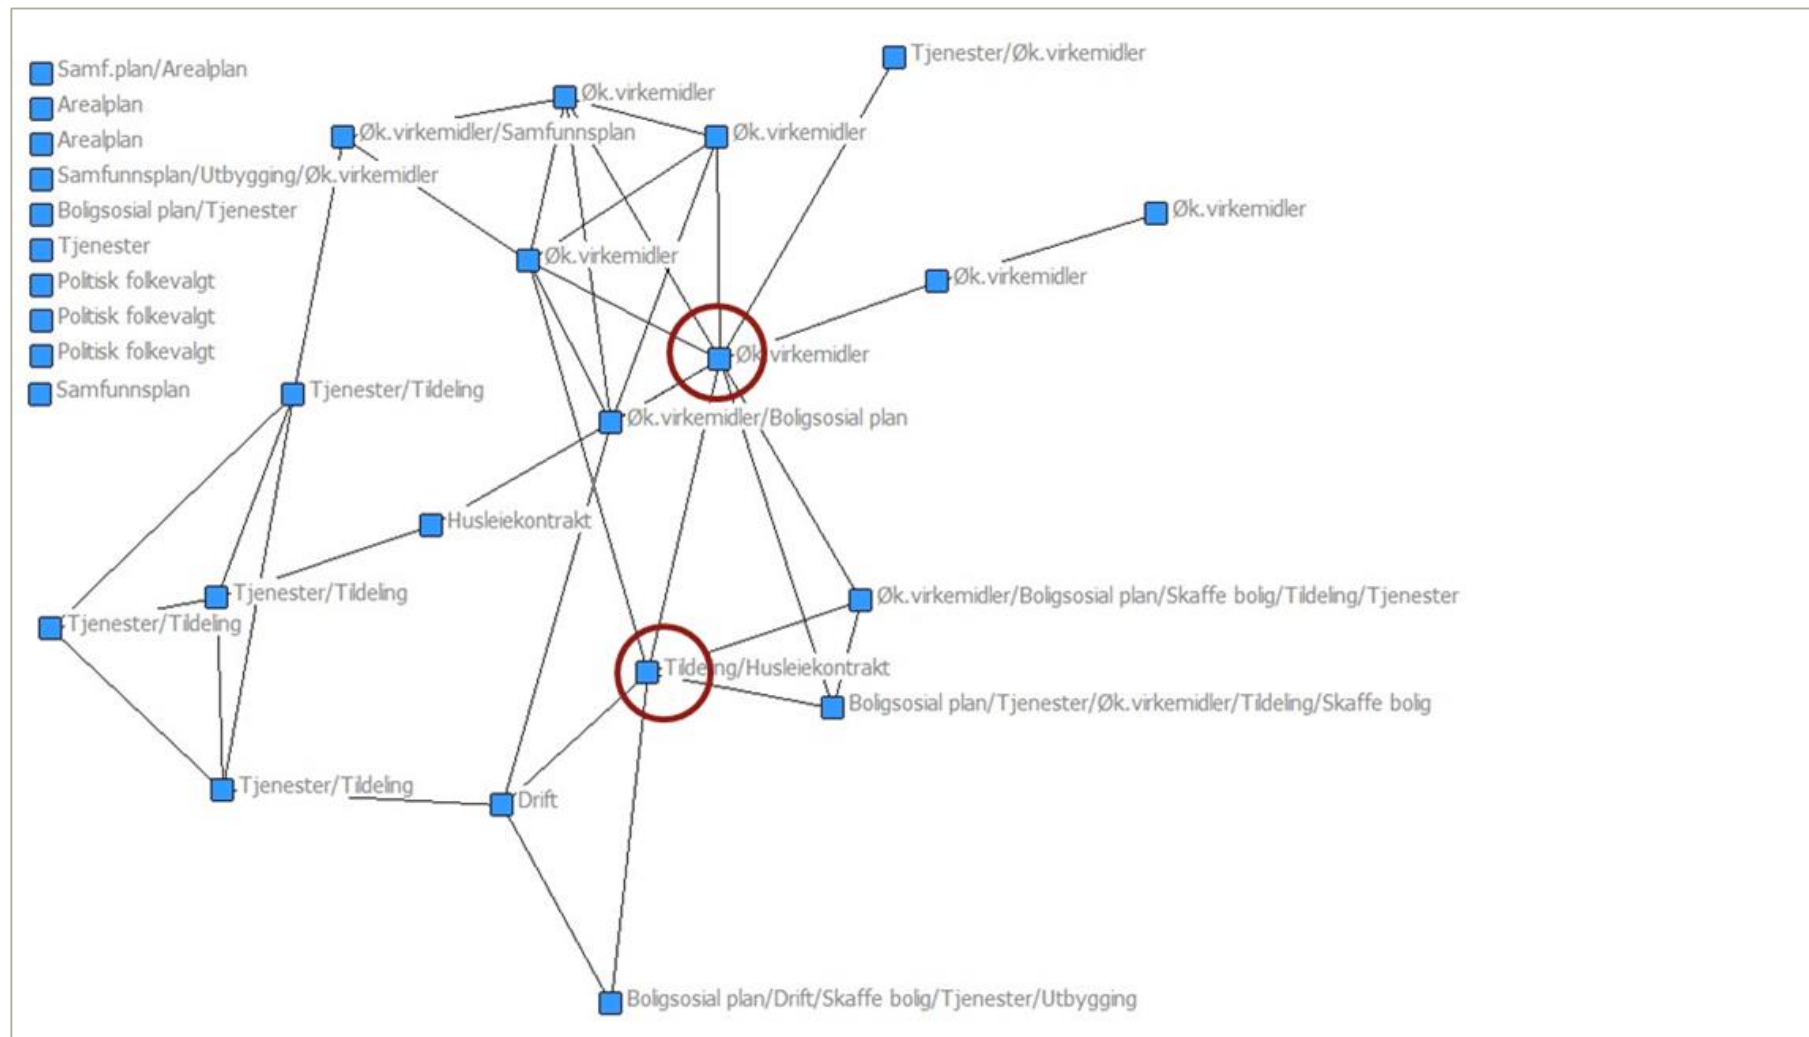 Tjenester/Øk.virkemidler
Samf.plan/Arealplan
Øk.virkemidler
Arealplan
Øk.virkemidler/Samfunnsplan
Øk.virkemidler
Arealplan
Samfunnsplan/Utbygging/Øk.virkemidler
Boligsosial plan/Tjenester
Øk.virkemidler
Tjenester
Øk.virkemidler
Politisk folkevalgt
Øk.virkemidler
Politisk folkevalgt
Politisk folkevalgt
Øk.virkemidler
Samfunnsplan
Tjenester/Tildeling
Øk.virkemidler/Boligsosial plan
Husleiekontrakt
Tjenester/Tildeling
Øk.virkemidler/Boligsosial plan/Skaffe bolig/Tildeling/Tjenester
Tjenester/Tildeling
Tildeling/Husleiekontrakt
Boligsosial plan/Tjenester/Øk.virkemidler/Tildeling/Skaffe bolig
Tjenester/Tildeling
Drift
Boligsosial plan/Drift/Skaffe bolig/Tjenester/Utbygging